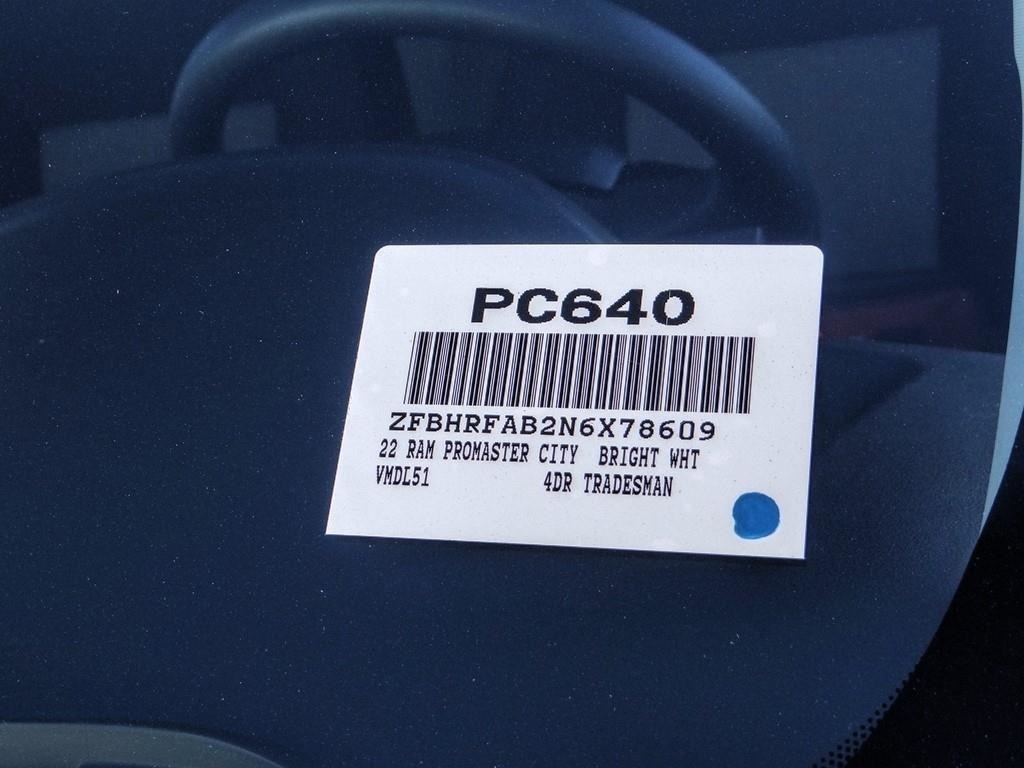 PC640
ZFBHRFAB2N6X78609
22 RAM PROMASTER CITY BRIGHT WHT
VMDL51 4DR TRADESMAN